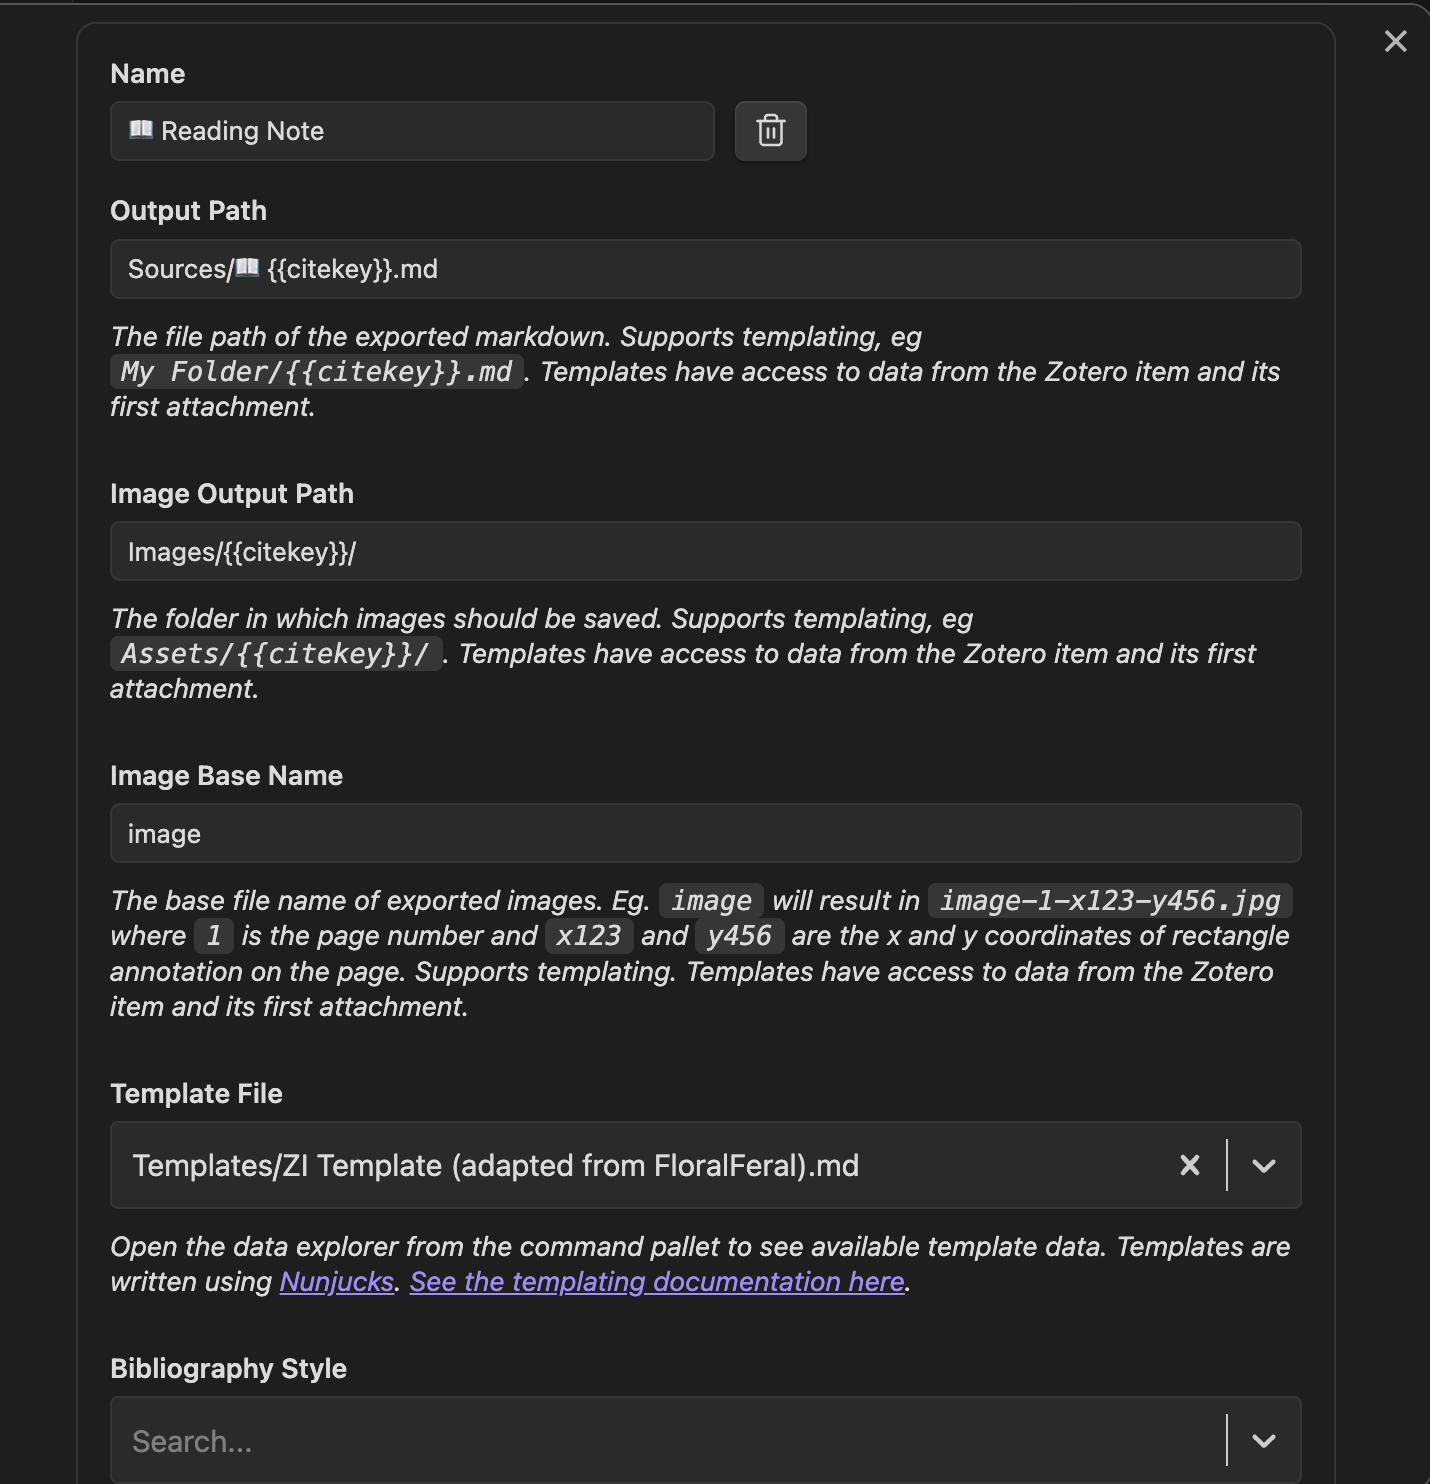 Name
📖 Reading Note
Output Path
Sources/📖 {{citekey}}.md
The file path of the exported markdown. Supports templating, eg
My Folder/{{citekey}}.md. Templates have access to data from the Zotero item and its
first attachment.
Image Output Path
Images/{{citekey}}/
The folder in which images should be saved. Supports templating, eg
Assets/{{citekey}}/. Templates have access to data from the Zotero item and its first
attachment.
Image Base Name
image
The base file name of exported images. Eg. image will result in image-1-x123-y456.jpg
where 1 is the page number and x123 and y456 are the x and y coordinates of rectangle
annotation on the page. Supports templating. Templates have access to data from the Zotero
item and its first attachment.
Template File
Templates/ZI Template (adapted from FloralFeral).md
Open the data explorer from the command pallet to see available template data. Templates are
written using Nunjucks. See the templating documentation here.
Bibliography Style
Search...